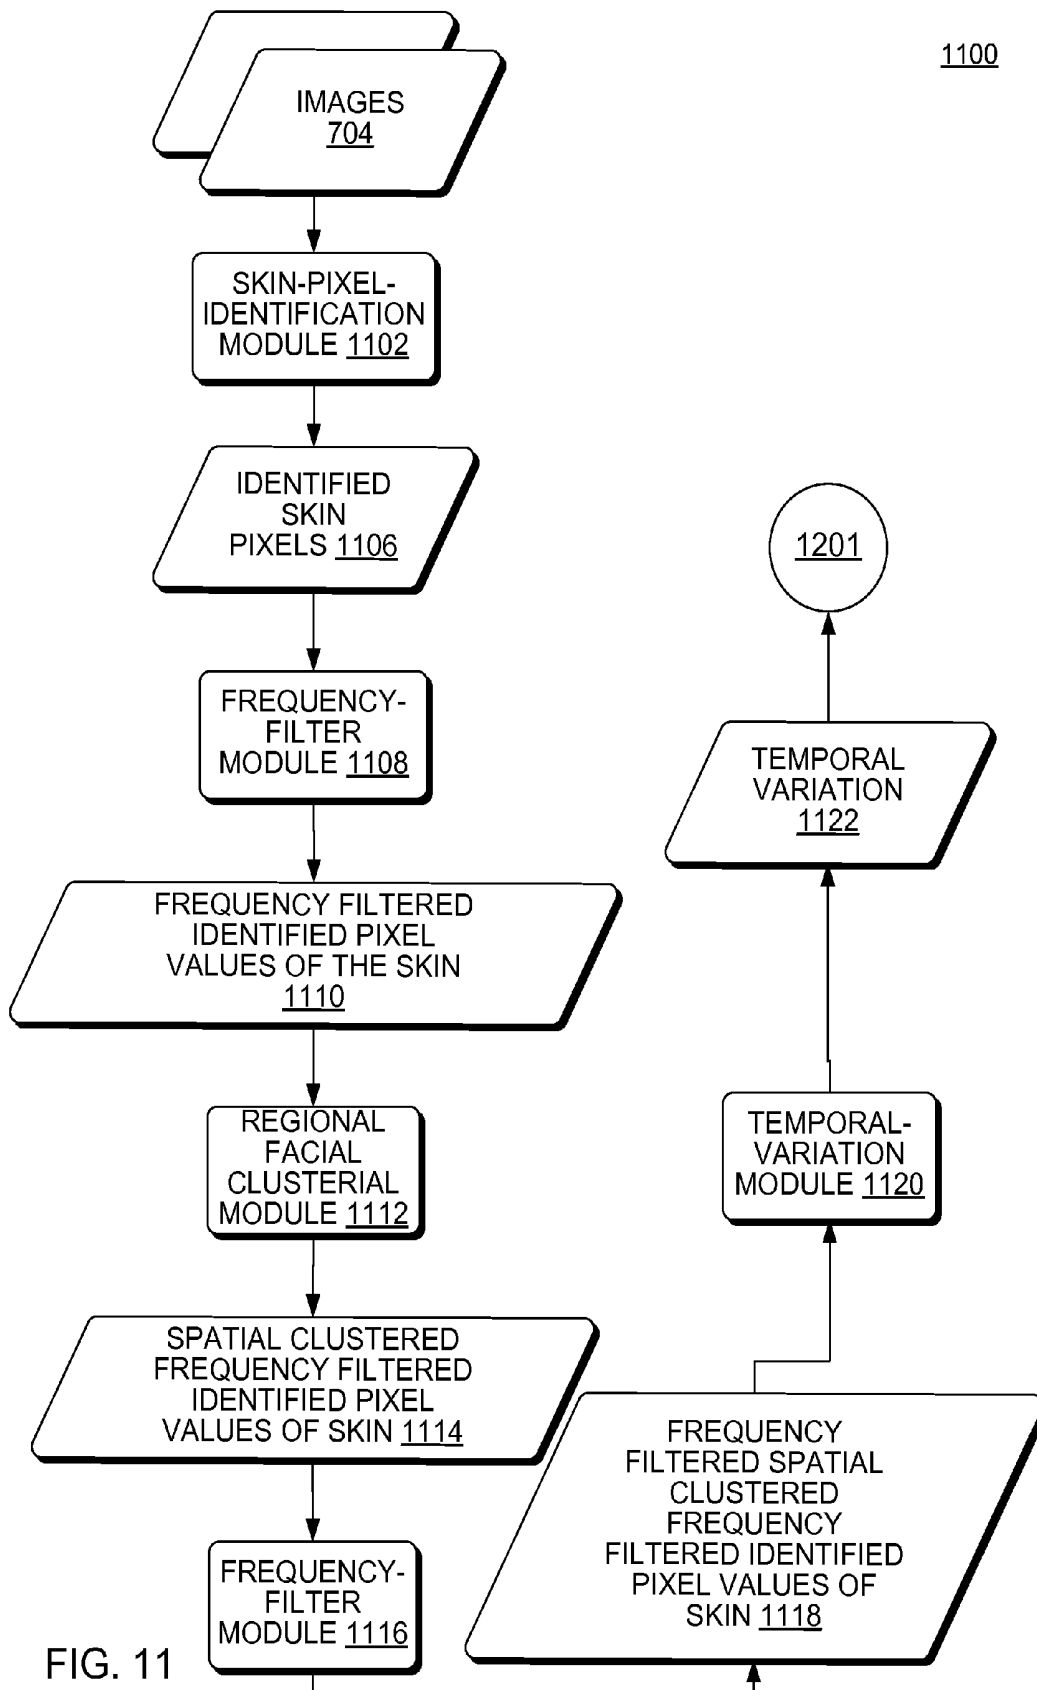 1100
IMAGES
704
SKIN-PIXEL-
IDENTIFICATION
MODULE 1102
IDENTIFIED
SKIN
PIXELS 1106
FREQUENCY-
FILTER
MODULE 1108
FREQUENCY FILTERED
IDENTIFIED PIXEL
VALUES OF THE SKIN
1110
REGIONAL
FACIAL
CLUSTERIAL
MODULE 1112
SPATIAL CLUSTERED
FREQUENCY FILTERED
IDENTIFIED PIXEL
VALUES OF SKIN 1114
FREQUENCY-
FILTER
MODULE 1116
FREQUENCY
FILTERED SPATIAL
CLUSTERED
FREQUENCY
FILTERED IDENTIFIED
PIXEL VALUES OF
SKIN 1118
TEMPORAL-
VARIATION
MODULE 1120
TEMPORAL
VARIATION
1122
1201
FIG. 11